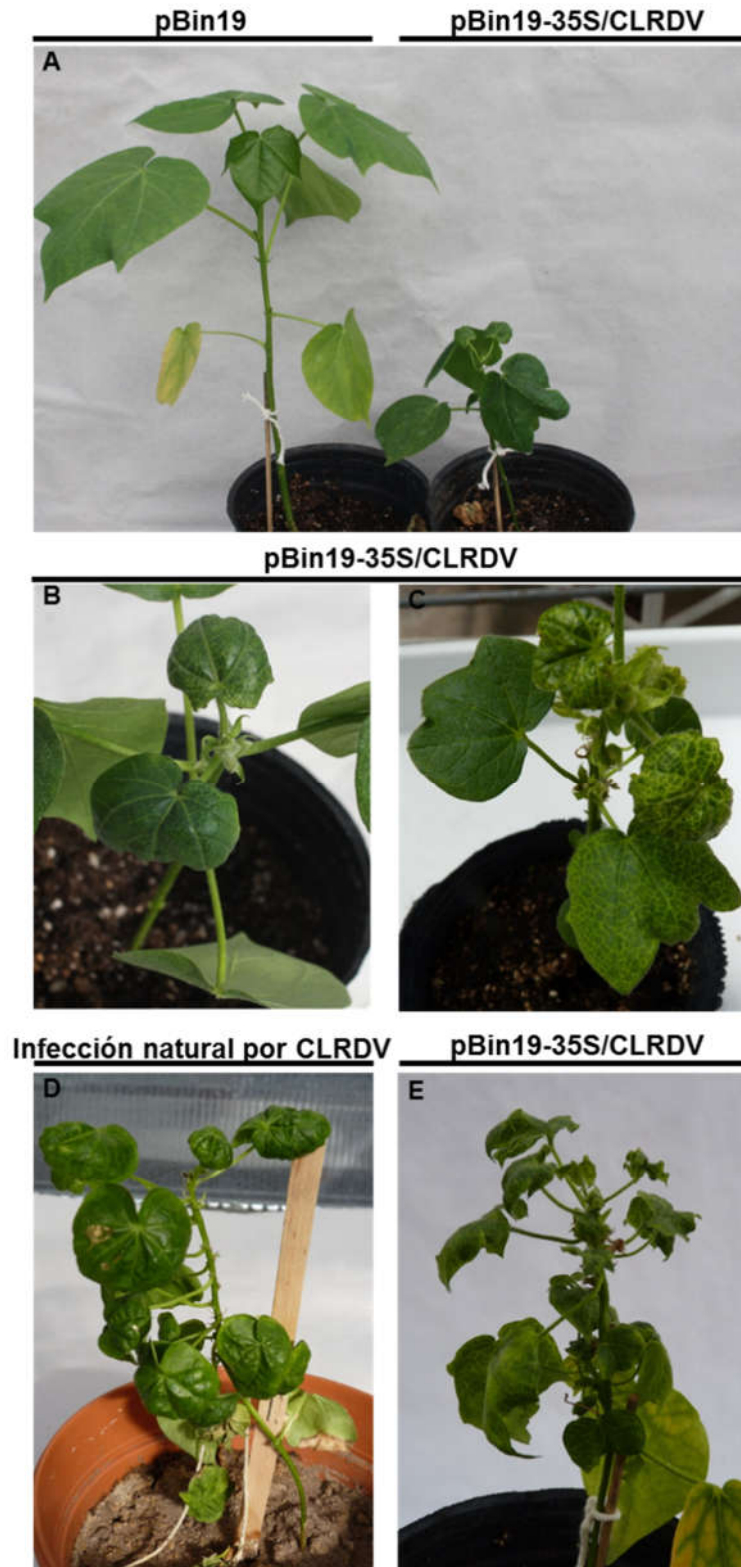 pBin19 pBin19-35S/CLRDV
A
pBin19-35S/CLRDV
B C
Infección natural por CLRDV pBin19-35S/CLRDV
D E